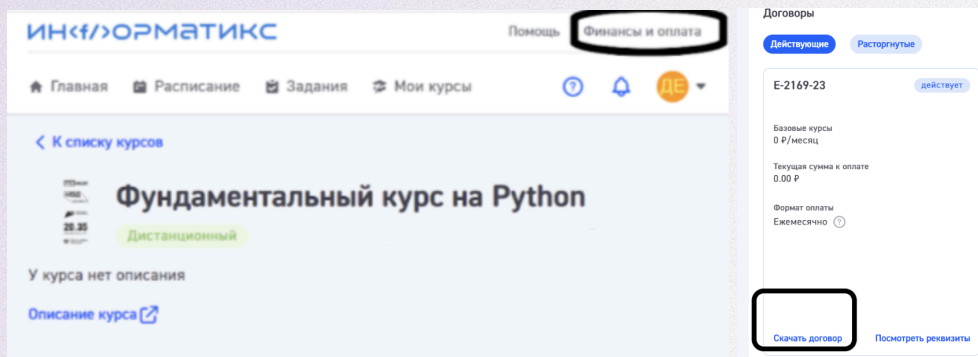 ИН<f/>ОРМАТИКС
Помощь Финансы и оплата
Главная Расписание Задания Мои курсы
ДЕ
К списку курсов
Фундаментальный курс на Python
20.35
Дистанционный
У курса нет описания
Описание курса
Договоры
Действующие Расторгнутые
E-2169-23 действует
Базовые курсы
0 ₽/месяц
Текущая сумма к оплате
0.00 ₽
Формат оплаты
Ежемесячно ?
Скачать договор Посмотреть реквизиты